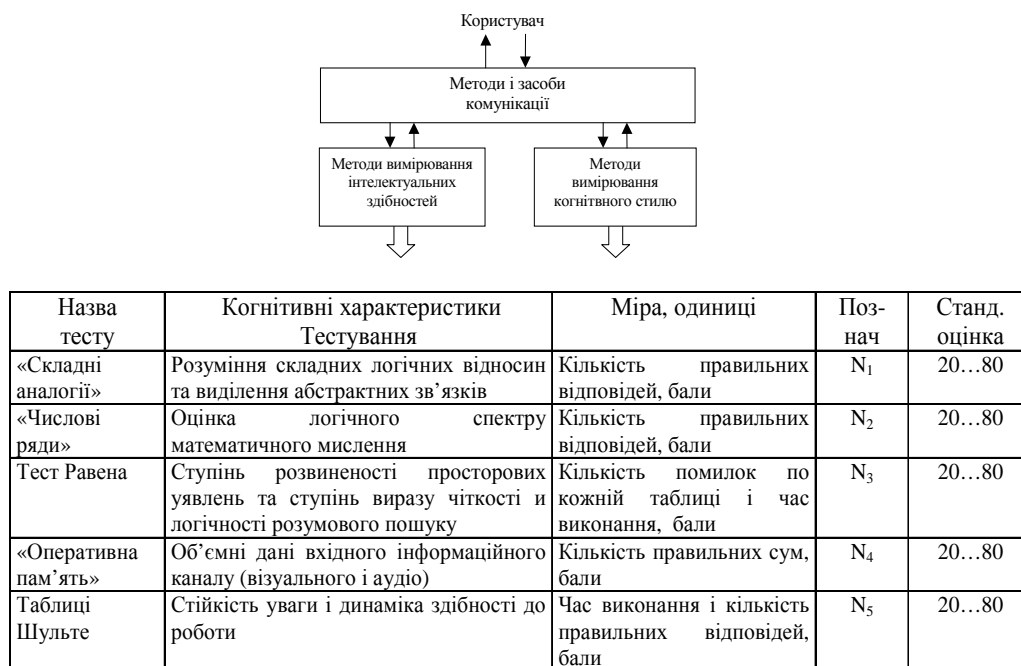 Користувач
Методи і засоби
комунікації
Методи вимірювання
інтелектуальних
здібностей
Методи
вимірювання
когнітвного стилю
Назва
тесту
Когнітивні характеристики
Тестування
Міра, одиниці
Поз-
нач
Станд.
оцінка
«Складні
аналогії»
Розуміння складних логічних відносин
та виділення абстрактних зв’язків
Кількість правильних
відповідей, бали
N₁
20…80
«Числові
ряди»
Оцінка логічного спектру
математичного мислення
Кількість правильних
відповідей, бали
N₂
20…80
Тест Равена
Ступінь розвиненості просторових
уявлень та ступінь виразу чіткості и
логічності розумового пошуку
Кількість помилок по
кожній таблиці і час
виконання, бали
N₃
20…80
«Оперативна
пам’ять»
Об’ємні дані вхідного інформаційного
каналу (візуального і аудіо)
Кількість правильних сум,
бали
N₄
20…80
Таблиці
Шульте
Стійкість уваги і динаміка здібності до
роботи
Час виконання і кількість
правильних відповідей,
бали
N₅
20…80